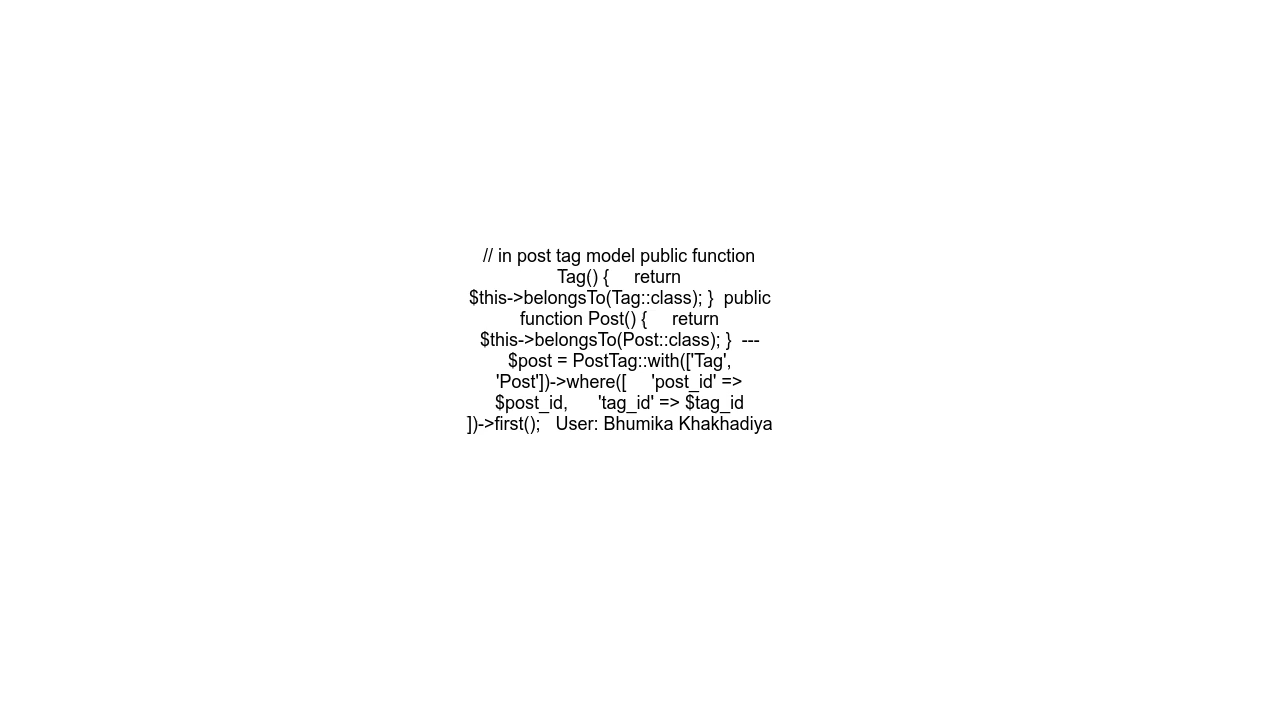 // in post tag model public function
Tag() {     return
$this->belongsTo(Tag::class); }  public
function Post() {     return
$this->belongsTo(Post::class); }  ---
$post = PostTag::with(['Tag',
'Post'])->where([     'post_id' =>
$post_id,      'tag_id' => $tag_id
])->first();   User: Bhumika Khakhadiya